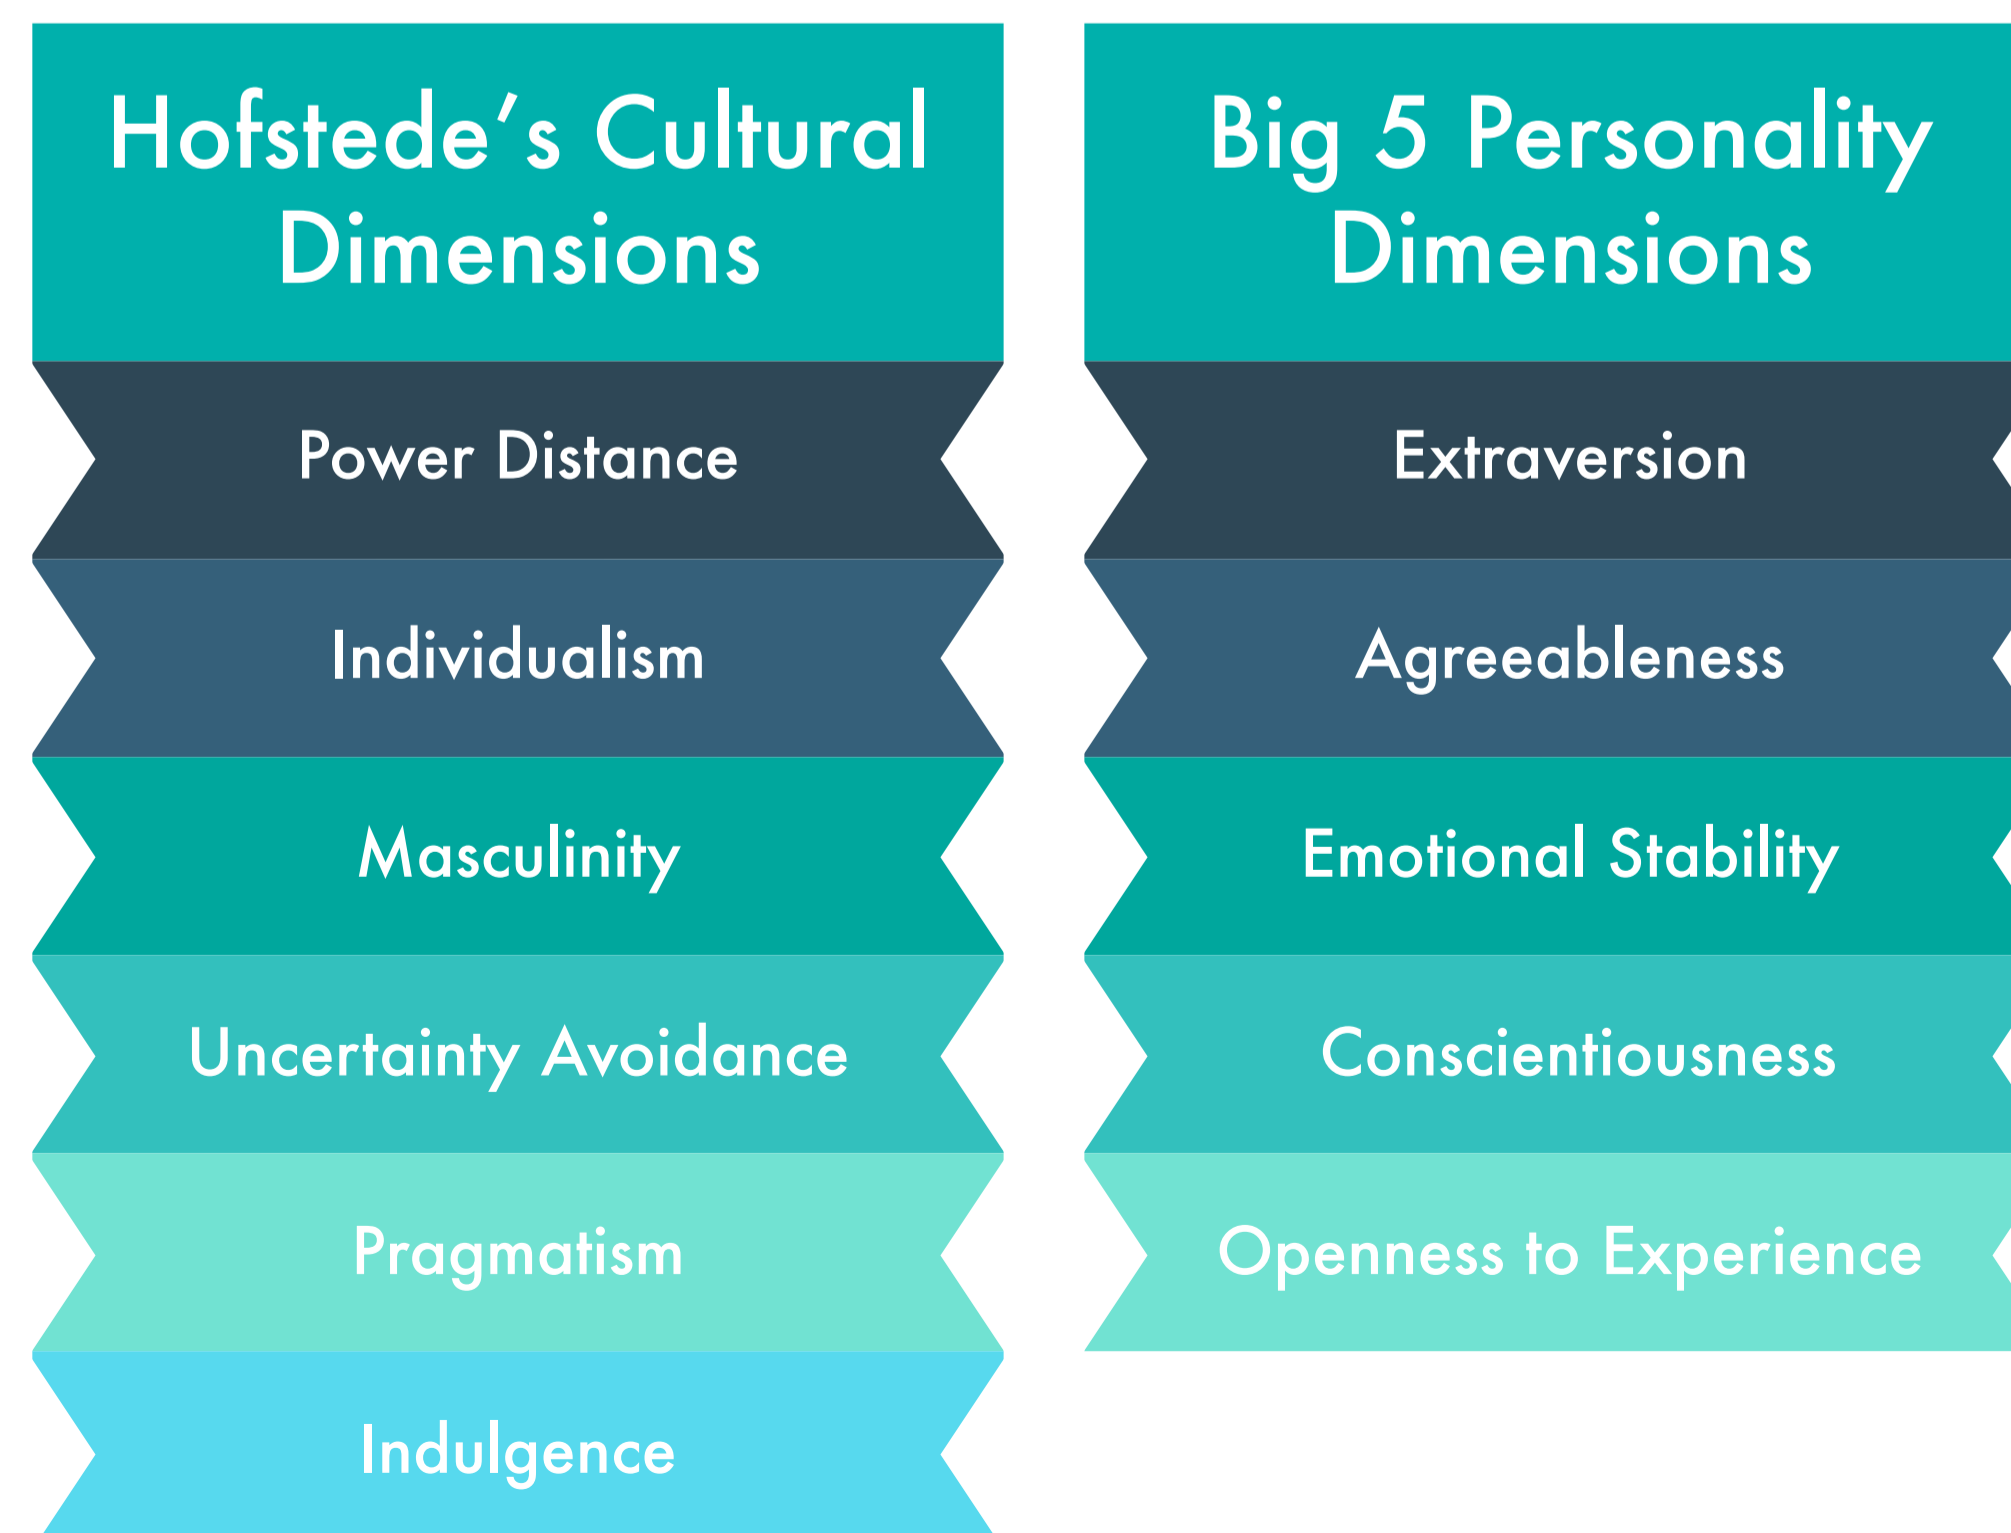 Hofstede´s Cultural
Dimensions
Power Distance
Individualism
Masculinity
Uncertainty Avoidance
Pragmatism
Indulgence
Big 5 Personality
Dimensions
Extraversion
Agreeableness
Emotional Stability
Conscientiousness
Openness to Experience